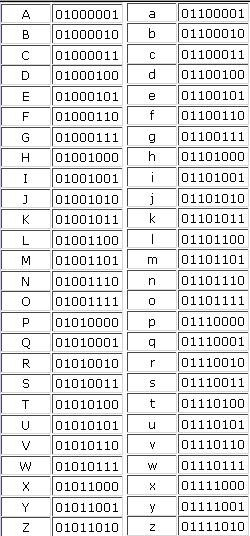 A 01000001 a 01100001
B 01000010 b 01100010
C 01000011 c 01100011
D 01000100 d 01100100
E 01000101 e 01100101
F 01000110 f 01100110
G 01000111 g 01100111
H 01001000 h 01101000
I 01001001 i 01101001
J 01001010 j 01101010
K 01001011 k 01101011
L 01001100 l 01101100
M 01001101 m 01101101
N 01001110 n 01101110
O 01001111 o 01101111
P 01010000 p 01110000
Q 01010001 q 01110001
R 01010010 r 01110010
S 01010011 s 01110011
T 01010100 t 01110100
U 01010101 u 01110101
V 01010110 v 01110110
W 01010111 w 01110111
X 01011000 x 01111000
Y 01011001 y 01111001
Z 01011010 z 01111010